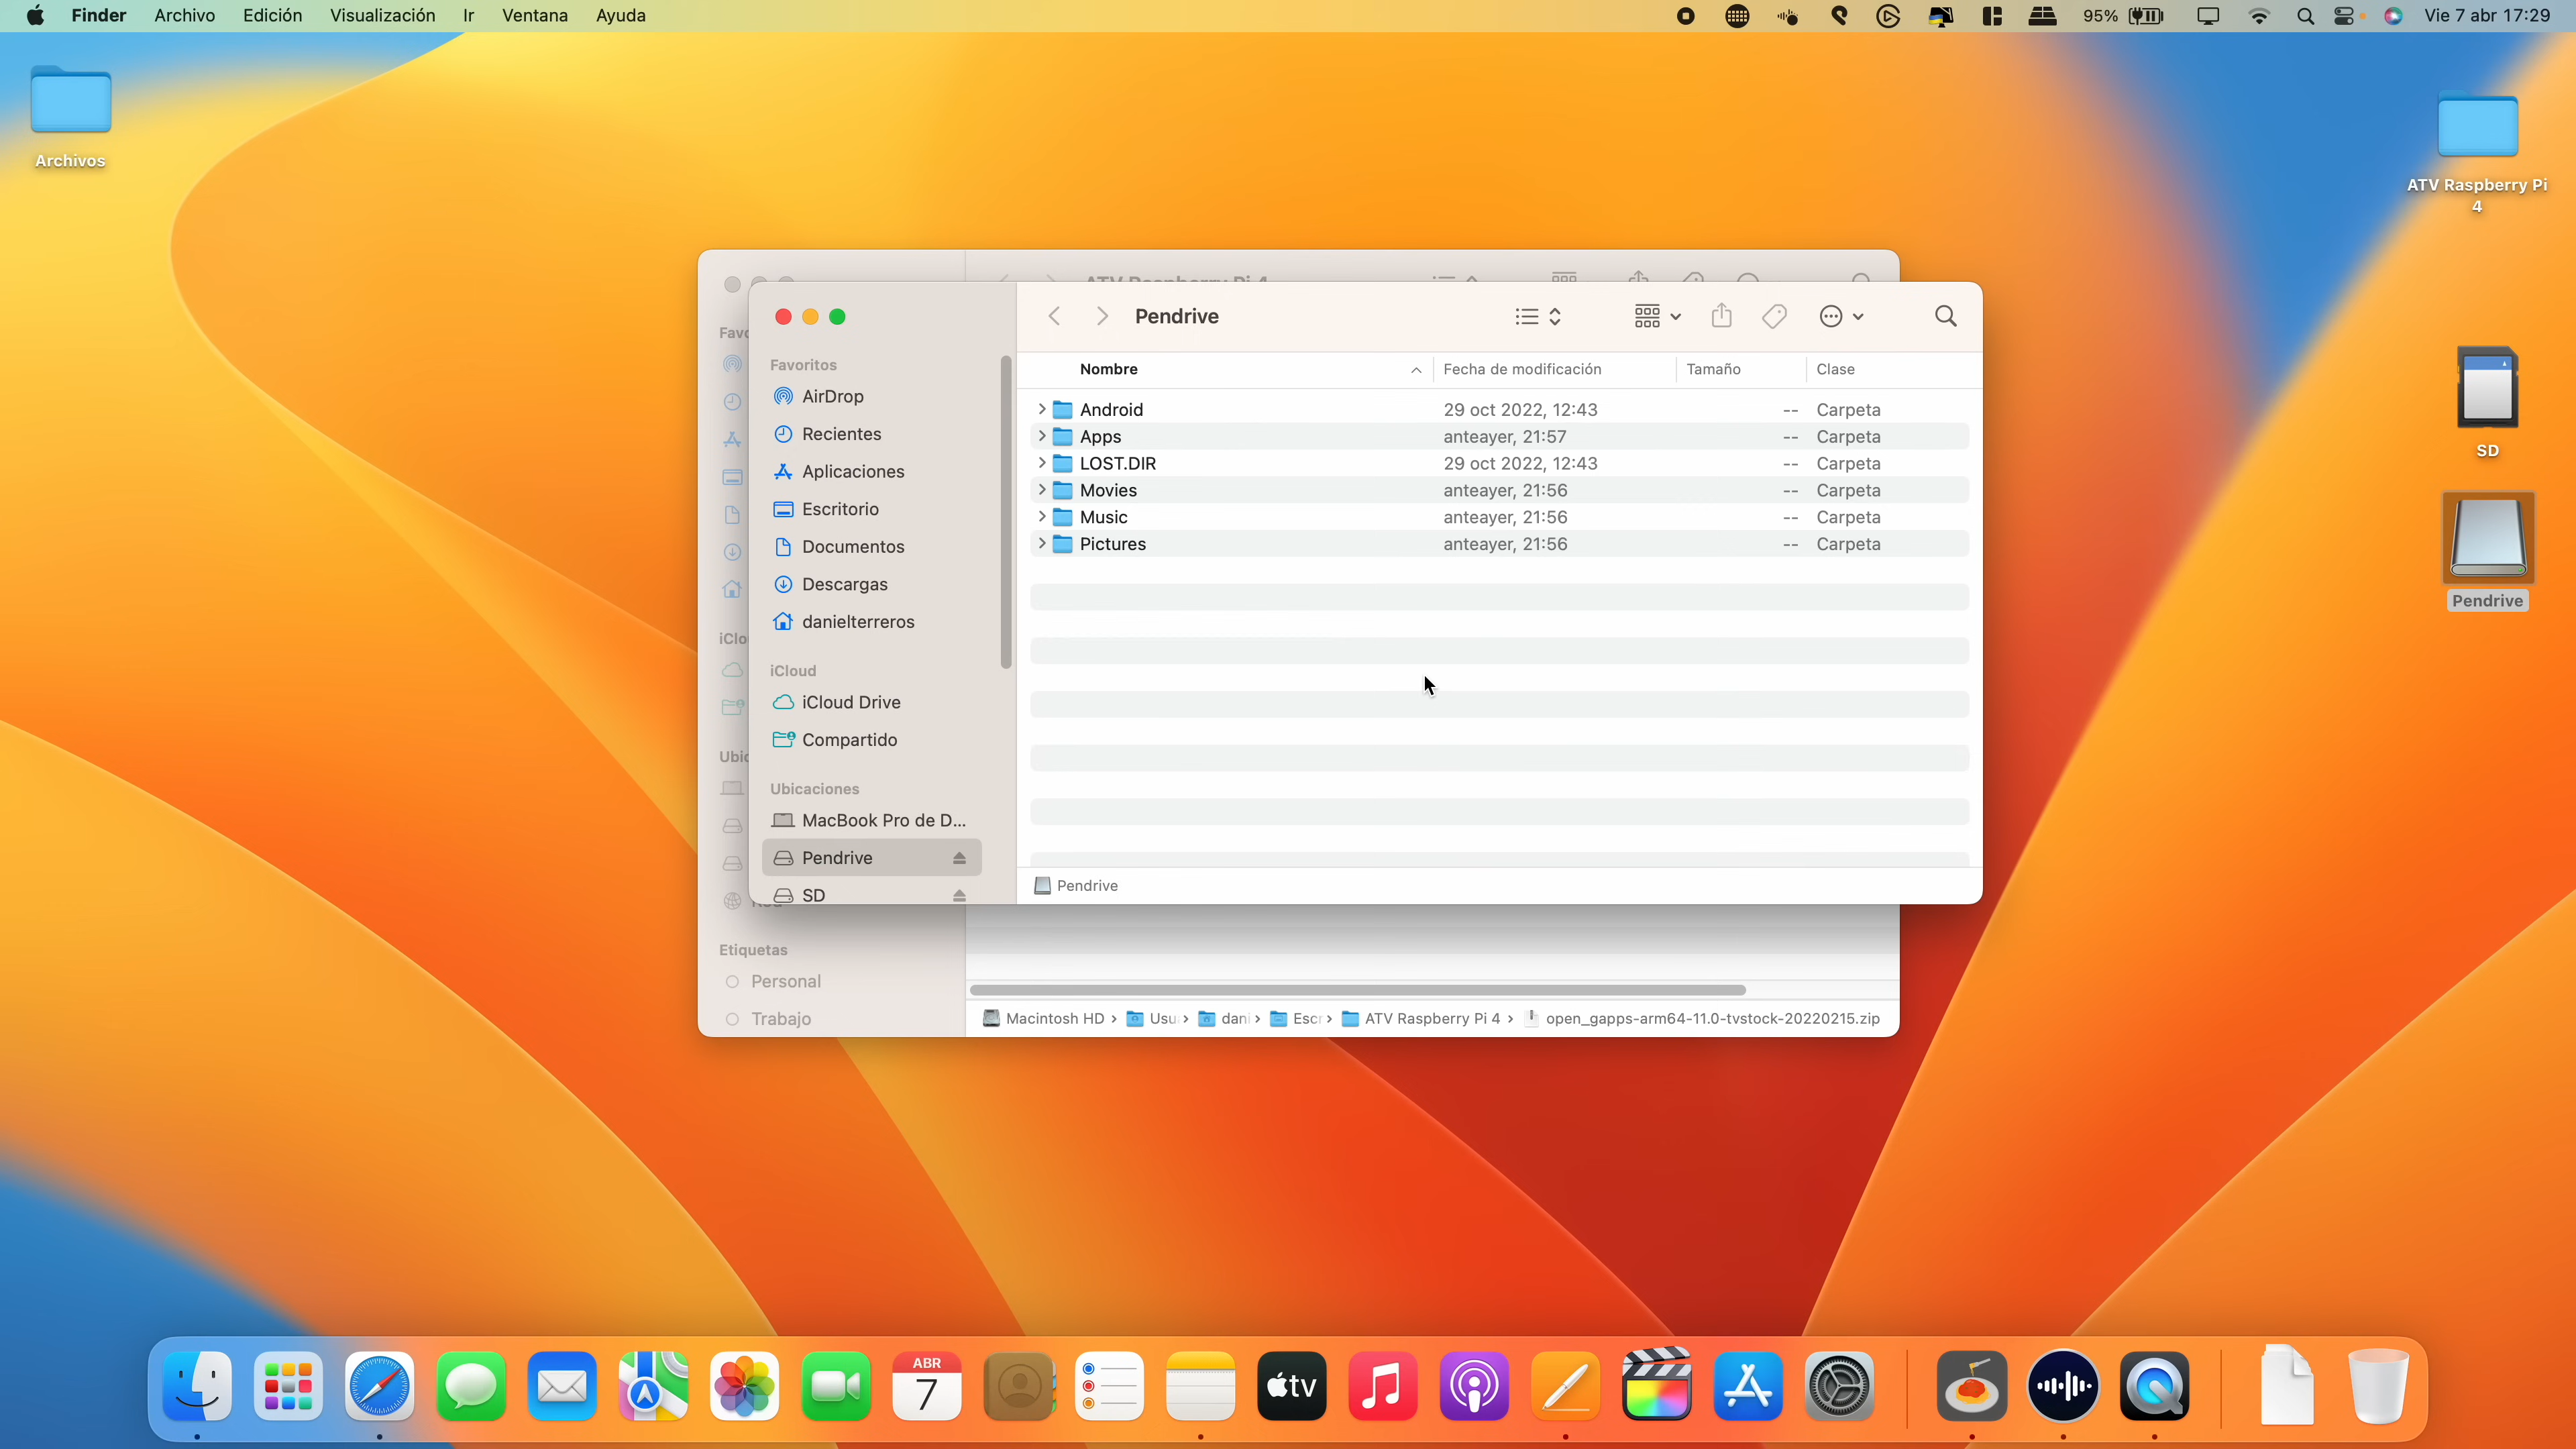 Finder Archivo Edición Visualización Ir Ventana Ayuda 95% Vie 7 abr 17:29
Archivos
ATV Raspberry Pi
4
SD
Pendrive
ATV Raspberry Pi 4
Pendrive
Favoritos
AirDrop
Recientes
Aplicaciones
Escritorio
Documentos
Descargas
danielterreros
iCloud
iCloud Drive
Compartido
Ubicaciones
MacBook Pro de D...
Pendrive
SD
Nombre Fecha de modificación Tamaño Clase
Android 29 oct 2022, 12:43 -- Carpeta
Apps anteayer, 21:57 -- Carpeta
LOST.DIR 29 oct 2022, 12:43 -- Carpeta
Movies anteayer, 21:56 -- Carpeta
Music anteayer, 21:56 -- Carpeta
Pictures anteayer, 21:56 -- Carpeta
Pendrive
Etiquetas
Personal
Trabajo
Macintosh HD › Usu › dani › Escr › ATV Raspberry Pi 4 › open_gapps-arm64-11.0-tvstock-20220215.zip
ABR
7
tv